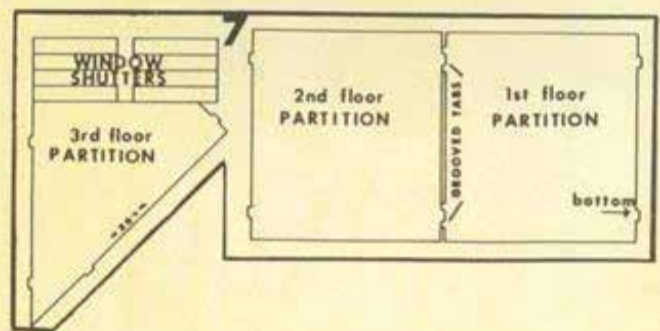 7
WINDOW
SHUTTERS
3rd floor
PARTITION
2nd floor
PARTITION
GROOVED TABS
1st floor
PARTITION
bottom